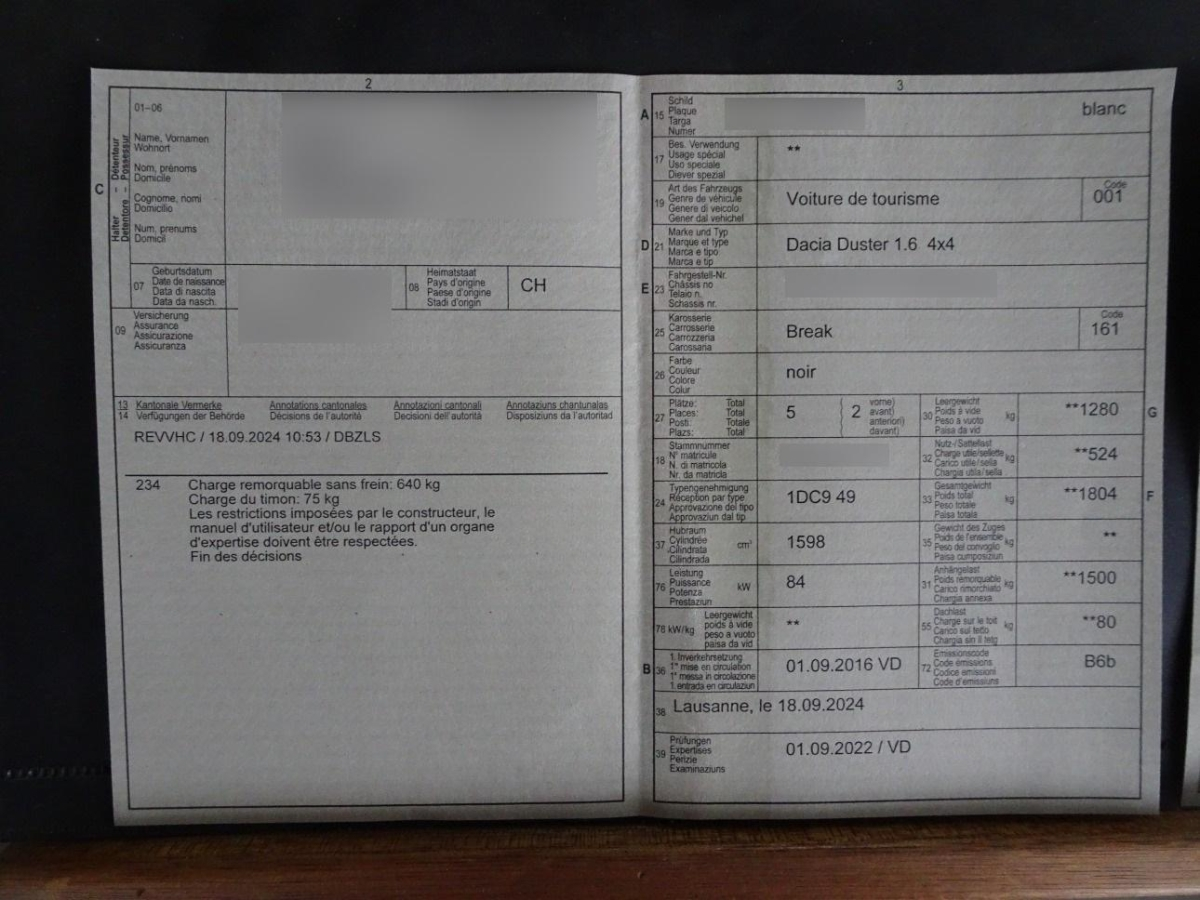 2
01–06
Name, Vornamen
Wohnort
Nom, prénoms
Domicile
Cognome, nomi
Domicilio
Num, prenums
Domicil
C
Halter - Détenteur
Detentore - Possessur
07
Geburtsdatum
Date de naissance
Data di nascita
Data da nasch.
08
Heimatstaat
Pays d'origine
Paese d'origine
Stadi d'origin
CH
09
Versicherung
Assurance
Assicurazione
Assicuranza
13 Kantonale Vermerke Annotations cantonales Annotazioni cantonali Annotaziuns chantunalas
14 Verfügungen der Behörde Décisions de l'autorité Decisioni dell'autorità Disposiziuns da l'autoritad
REVVHC / 18.09.2024 10:53 / DBZLS
234 Charge remorquable sans frein: 640 kg
Charge du timon: 75 kg
Les restrictions imposées par le constructeur, le
manuel d'utilisateur et/ou le rapport d'un organe
d'expertise doivent être respectées.
Fin des décisions
3
A 15
Schild
Plaque
Targa
Numer
blanc
17
Bes. Verwendung
Usage spécial
Uso speciale
Diever spezial
**
19
Art des Fahrzeugs
Genre de véhicule
Genere di veicolo
Gener dal vehichel
Voiture de tourisme
Code
001
D 21
Marke und Typ
Marque et type
Marca e tipo
Marca e tip
Dacia Duster 1.6 4x4
E 23
Fahrgestell-Nr.
Châssis no
Telaio n.
Schassis nr.
25
Karosserie
Carrosserie
Carrozzeria
Carossaria
Break
Code
161
26
Farbe
Couleur
Colore
Colur
noir
27
Plätze: Total
Places: Total
Posti: Totale
Plazs: Total
5
2
vorne)
avant)
anteriori)
davant)
30
Leergewicht
Poids à vide
Peso a vuoto
Paisa da vid
kg
**1280
G
18
Stammnummer
N° matricule
N. di matricola
Nr. da matricla
32
Nutz-/Sattellast
Charge utile/sellette
Carico utile/sella
Chargia utila/sella
kg
**524
24
Typengenehmigung
Réception par type
Approvazione del tipo
Approvaziun dal tip
1DC9 49
33
Gesamtgewicht
Poids total
Peso totale
Paisa totala
kg
**1804
F
37
Hubraum
Cylindrée
Cilindrata
Cilindrada
cm³
1598
35
Gewicht des Zuges
Poids de l'ensemble
Peso del convoglio
Paisa cumposiziun
kg
**
76
Leistung
Puissance
Potenza
Prestaziun
kW
84
31
Anhängelast
Poids remorquable
Carico rimorchiato
Chargia annexa
kg
**1500
78 kW/kg
Leergewicht
poids à vide
peso a vuoto
paisa da vid
**
55
Dachlast
Charge sur le toit
Carico sul tetto
Chargia sin il tetg
kg
**80
B 36
1. Inverkehrsetzung
1re mise en circulation
1a messa in circolazione
1. entrada en circulaziun
01.09.2016 VD
72
Emissionscode
Code émissions
Codice emissioni
Code d'emissiuns
B6b
38 Lausanne, le 18.09.2024
39
Prüfungen
Expertises
Perizie
Examinaziuns
01.09.2022 / VD